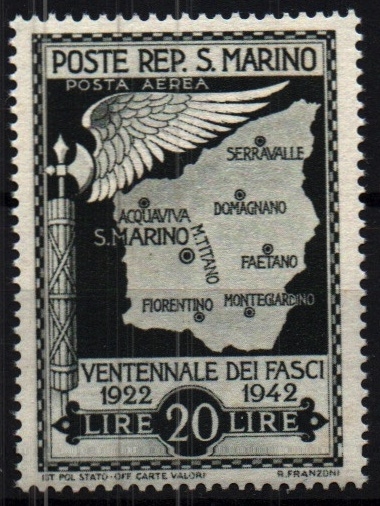 POSTE REP. S. MARINO
POSTA AEREA
SERRAVALLE
ACQUAVIVA
DOMAGNANO
S. MARINO
M. TITANO
FAETANO
FIORENTINO
MONTEGIARDINO
VENTENNALE DEI FASCI
1922 1942
LIRE 20 LIRE
IST. POL. STATO-OFF. CARTE VALORI R. FRANZONI